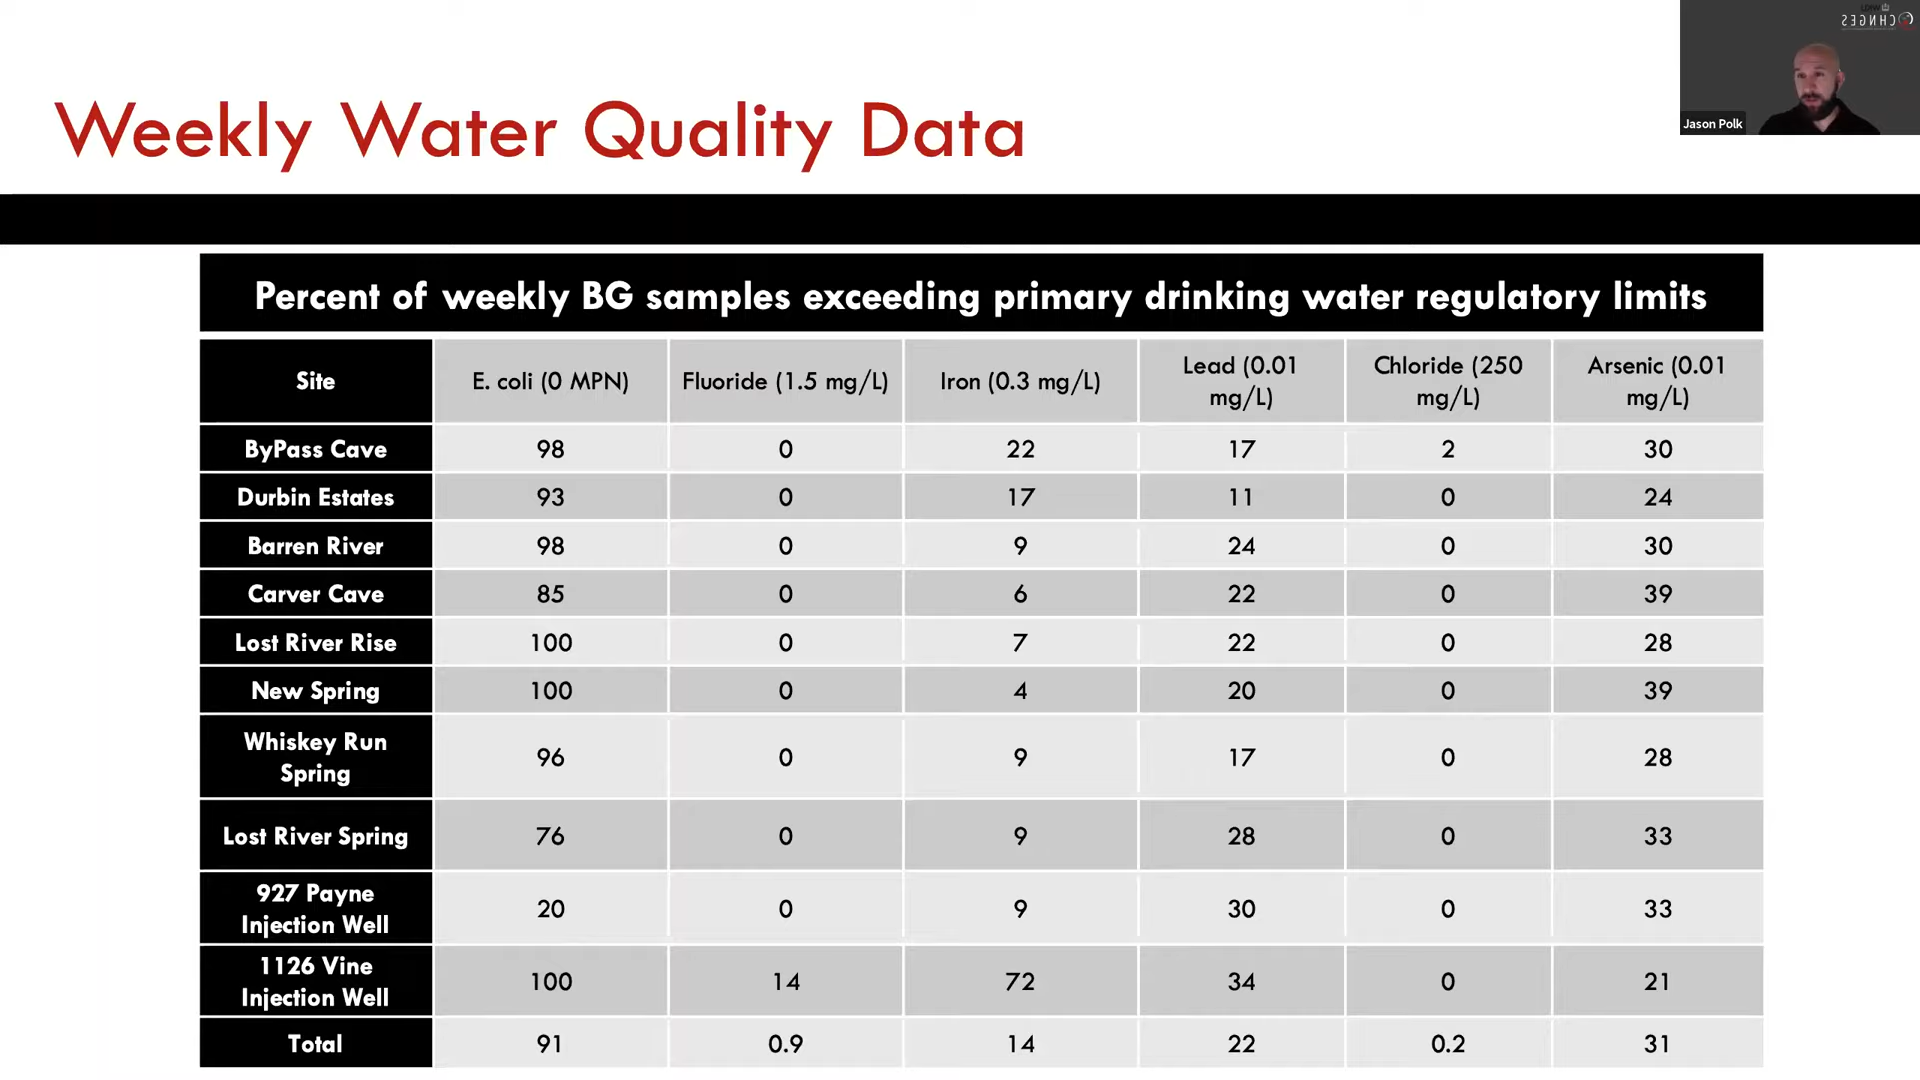 Weekly Water Quality Data
Jason Polk
Percent of weekly BG samples exceeding primary drinking water regulatory limits
Site E. coli (0 MPN) Fluoride (1.5 mg/L) Iron (0.3 mg/L) Lead (0.01 mg/L) Chloride (250 mg/L) Arsenic (0.01 mg/L)
ByPass Cave 98 0 22 17 2 30
Durbin Estates 93 0 17 11 0 24
Barren River 98 0 9 24 0 30
Carver Cave 85 0 6 22 0 39
Lost River Rise 100 0 7 22 0 28
New Spring 100 0 4 20 0 39
Whiskey Run Spring 96 0 9 17 0 28
Lost River Spring 76 0 9 28 0 33
927 Payne Injection Well 20 0 9 30 0 33
1126 Vine Injection Well 100 14 72 34 0 21
Total 91 0.9 14 22 0.2 31